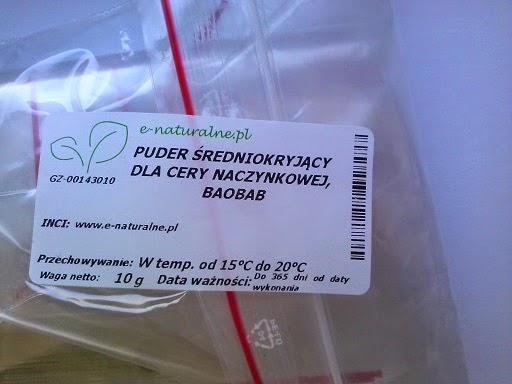 e-naturalne.pl
PUDER ŚREDNIOKRYJĄCY
DLA CERY NACZYNKOWEJ,
BAOBAB
GZ-00143010
INCI: www.e-naturalne.pl
Przechowywanie: W temp. od 15°C do 20°C
Waga netto: 10 g Data ważności: Do 365 dni od daty
wykonania